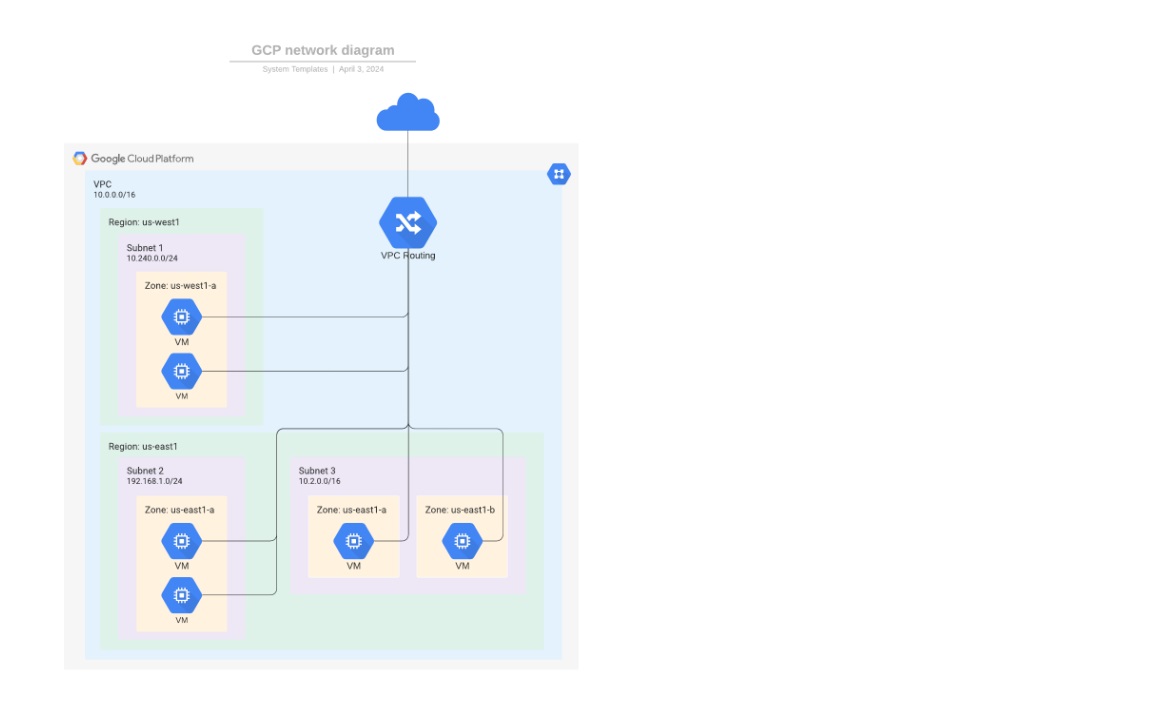 GCP network diagram
System Templates | April 3, 2024
Google Cloud Platform
VPC
10.0.0.0/16
VPC Routing
Region: us-west1
Subnet 1
10.240.0.0/24
Zone: us-west1-a
VM
VM
Region: us-east1
Subnet 2
192.168.1.0/24
Zone: us-east1-a
VM
VM
Subnet 3
10.2.0.0/16
Zone: us-east1-a
VM
Zone: us-east1-b
VM